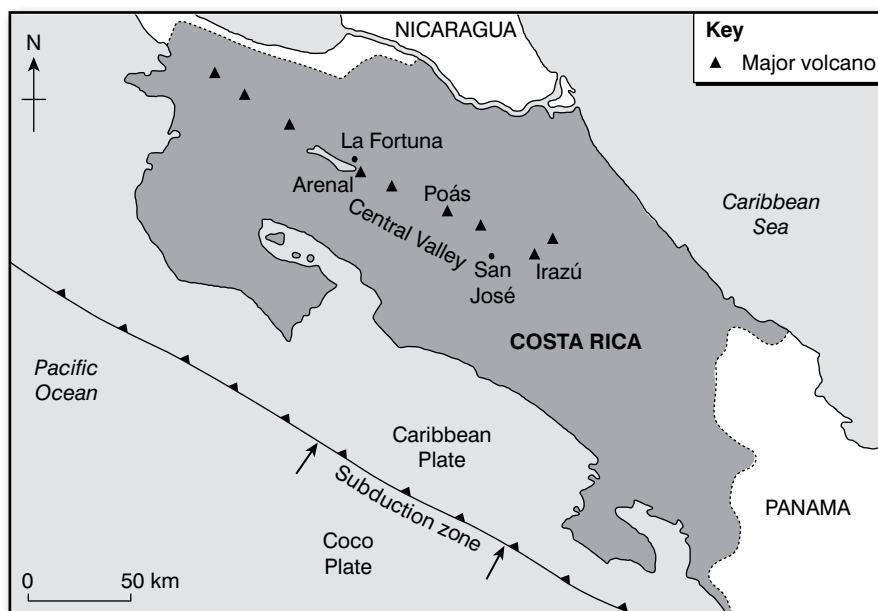 NICARAGUA
Key
Major volcano
N
La Fortuna
Arenal
Poás
Central Valley
Caribbean
Sea
San
José
Irazú
COSTA RICA
Pacific
Ocean
Caribbean
Plate
Subduction zone
PANAMA
Coco
Plate
0 50 km